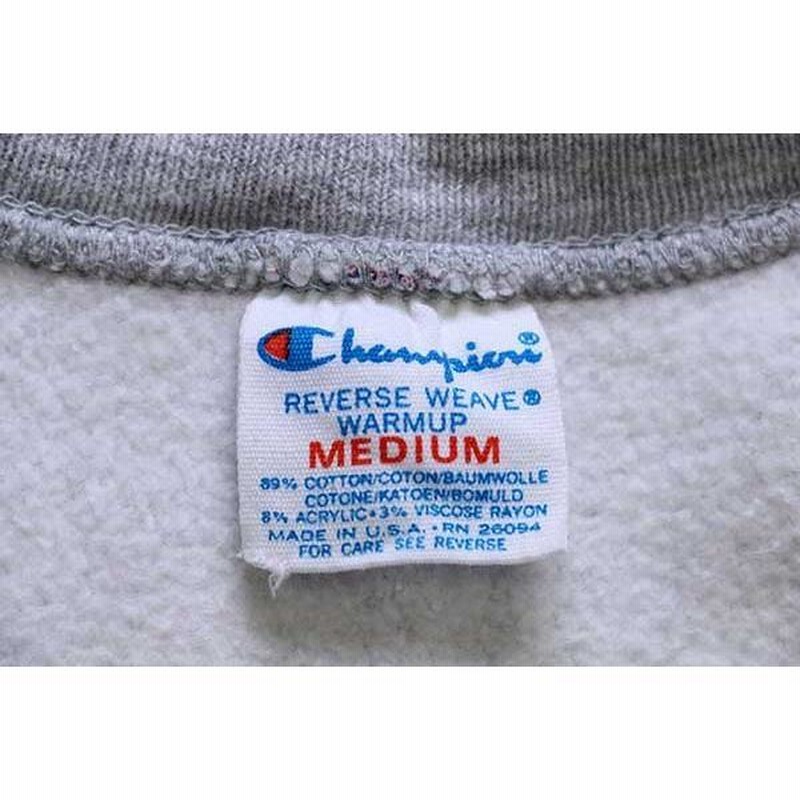 Champion®
REVERSE WEAVE®
WARMUP
MEDIUM
89% COTTON/COTON/BAUMWOLLE
COTONE/KATOEN/BOMULD
8% ACRYLIC•3% VISCOSE RAYON
MADE IN U.S.A. • RN 26094
FOR CARE SEE REVERSE